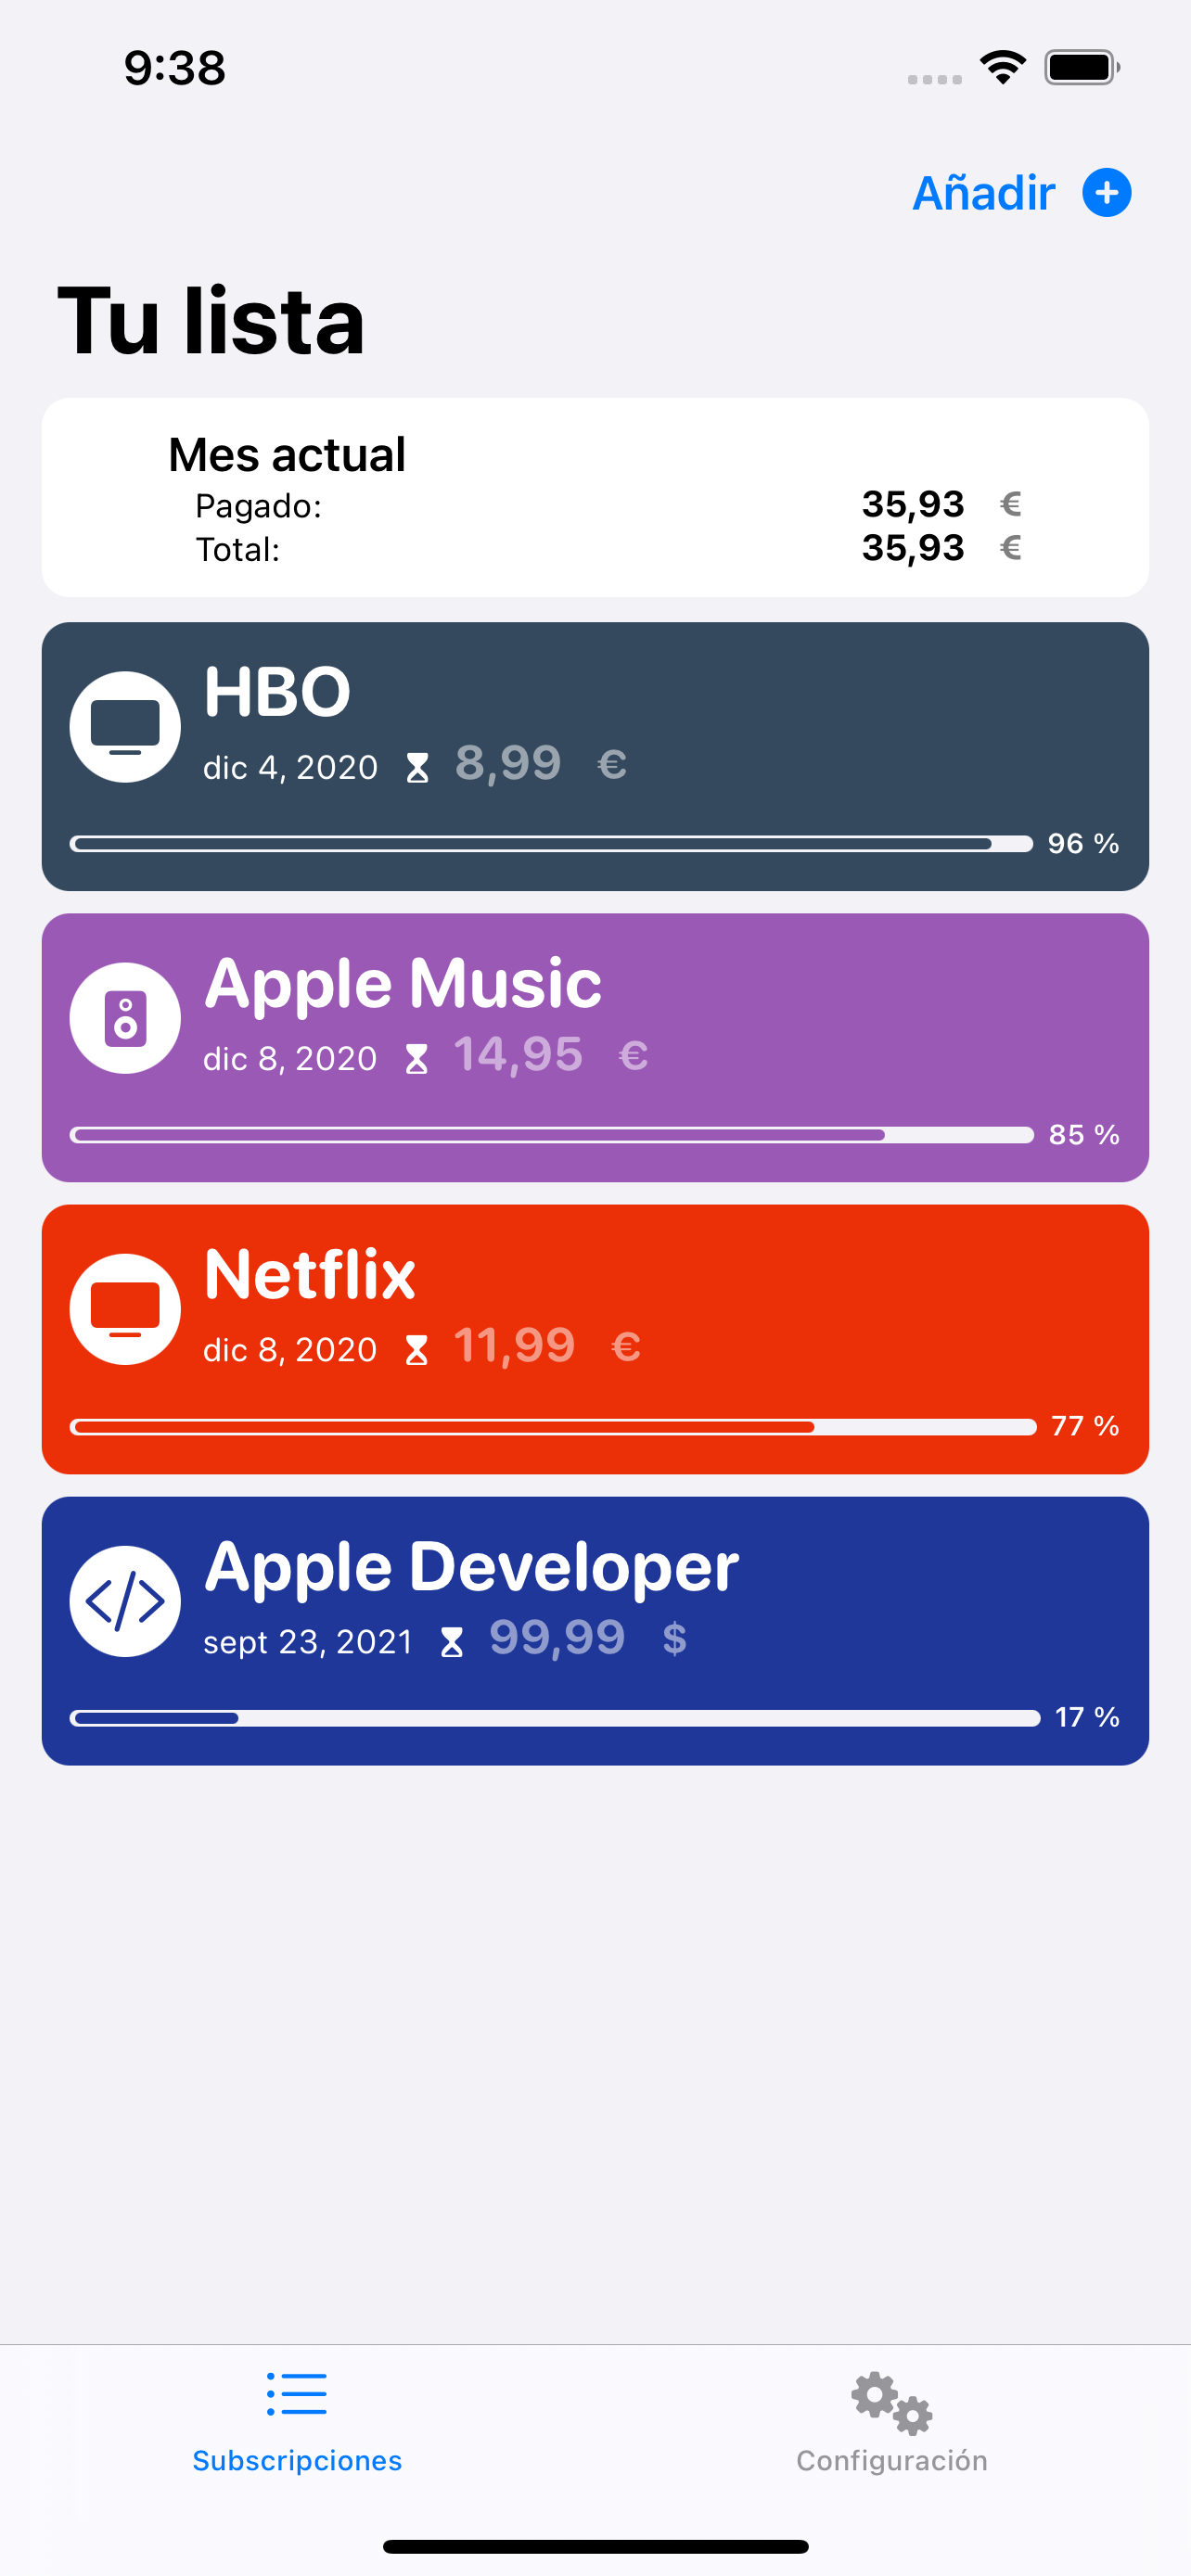 9:38
Añadir
Tu lista
Mes actual
Pagado: 35,93 €
Total: 35,93 €
HBO
dic 4, 2020 8,99 €
96 %
Apple Music
dic 8, 2020 14,95 €
85 %
Netflix
dic 8, 2020 11,99 €
77 %
Apple Developer
sept 23, 2021 99,99 $
17 %
Subscripciones Configuración